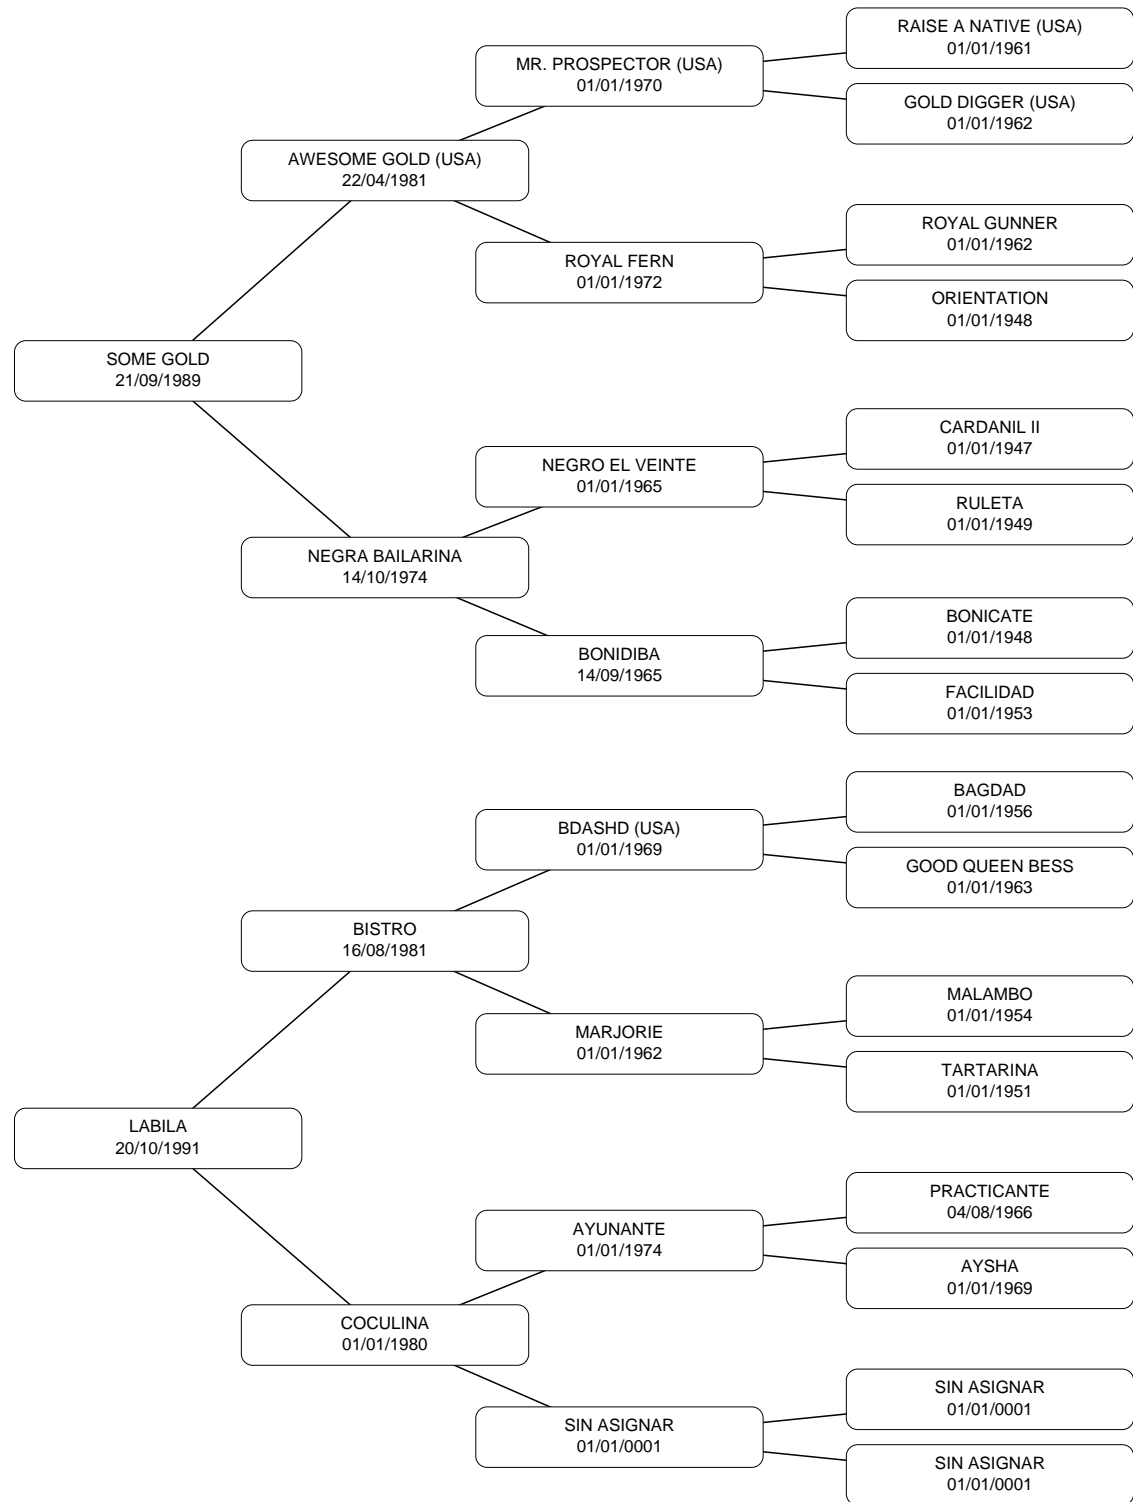 RAISE A NATIVE (USA)
01/01/1961
MR. PROSPECTOR (USA)
01/01/1970
GOLD DIGGER (USA)
01/01/1962
AWESOME GOLD (USA)
22/04/1981
ROYAL GUNNER
01/01/1962
ROYAL FERN
01/01/1972
ORIENTATION
01/01/1948
SOME GOLD
21/09/1989
CARDANIL II
01/01/1947
NEGRO EL VEINTE
01/01/1965
RULETA
01/01/1949
NEGRA BAILARINA
14/10/1974
BONICATE
01/01/1948
BONIDIBA
14/09/1965
FACILIDAD
01/01/1953
BAGDAD
01/01/1956
BDASHD (USA)
01/01/1969
GOOD QUEEN BESS
01/01/1963
BISTRO
16/08/1981
MALAMBO
01/01/1954
MARJORIE
01/01/1962
TARTARINA
01/01/1951
LABILA
20/10/1991
PRACTICANTE
04/08/1966
AYUNANTE
01/01/1974
AYSHA
01/01/1969
COCULINA
01/01/1980
SIN ASIGNAR
01/01/0001
SIN ASIGNAR
01/01/0001
SIN ASIGNAR
01/01/0001